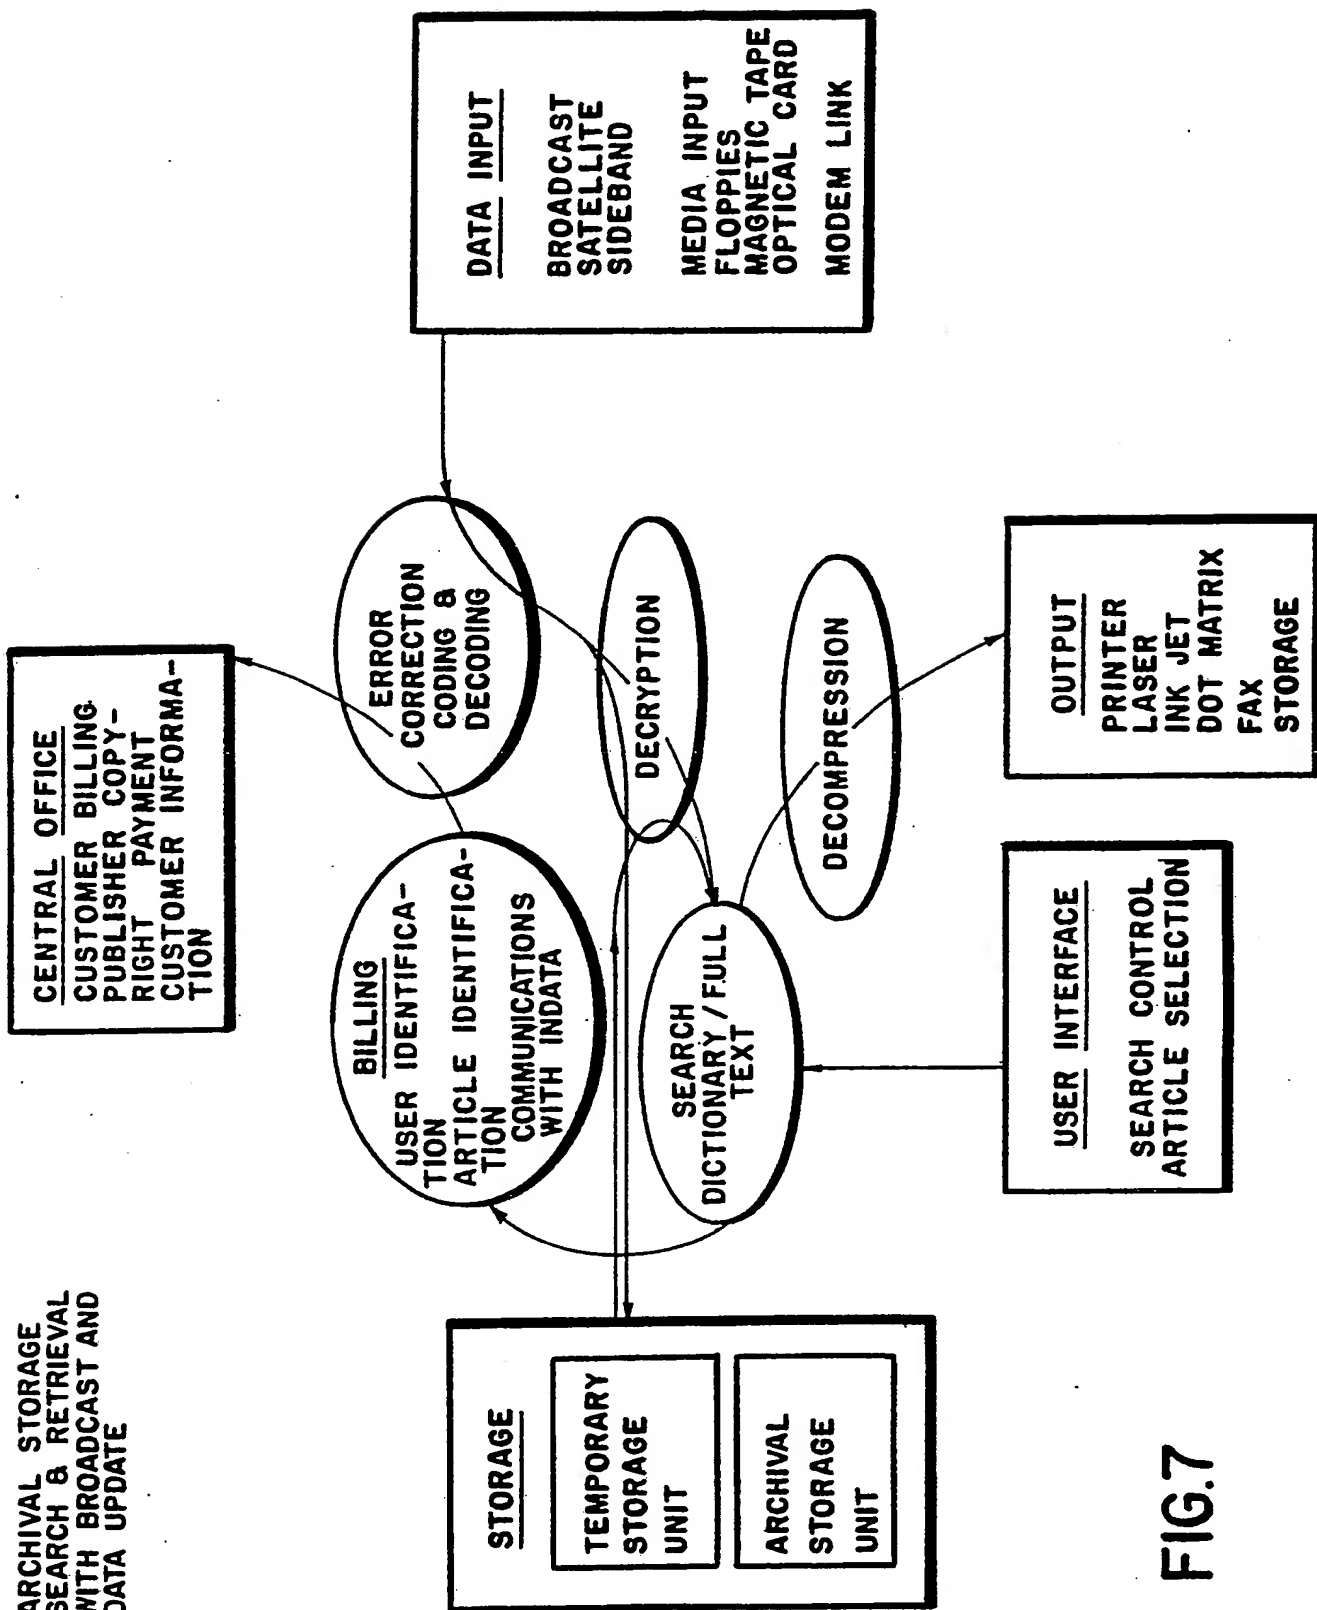 ARCHIVAL STORAGE
SEARCH & RETRIEVAL
WITH BROADCAST AND
DATA UPDATE
CENTRAL OFFICE
CUSTOMER BILLING
PUBLISHER COPY-
RIGHT PAYMENT
CUSTOMER INFORMA-
TION
BILLING
USER IDENTIFICA-
TION
ARTICLE IDENTIFICA-
TION
COMMUNICATIONS
WITH INDATA
ERROR
CORRECTION
CODING &
DECODING
DATA INPUT
BROADCAST
SATELLITE
SIDEBAND
MEDIA INPUT
FLOPPIES
MAGNETIC TAPE
OPTICAL CARD
MODEM LINK
STORAGE
TEMPORARY
STORAGE
UNIT
ARCHIVAL
STORAGE
UNIT
SEARCH
DICTIONARY/FULL
TEXT
DECRYPTION
DECOMPRESSION
USER INTERFACE
SEARCH CONTROL
ARTICLE SELECTION
OUTPUT
PRINTER
LASER
INK JET
DOT MATRIX
FAX
STORAGE
FIG.7